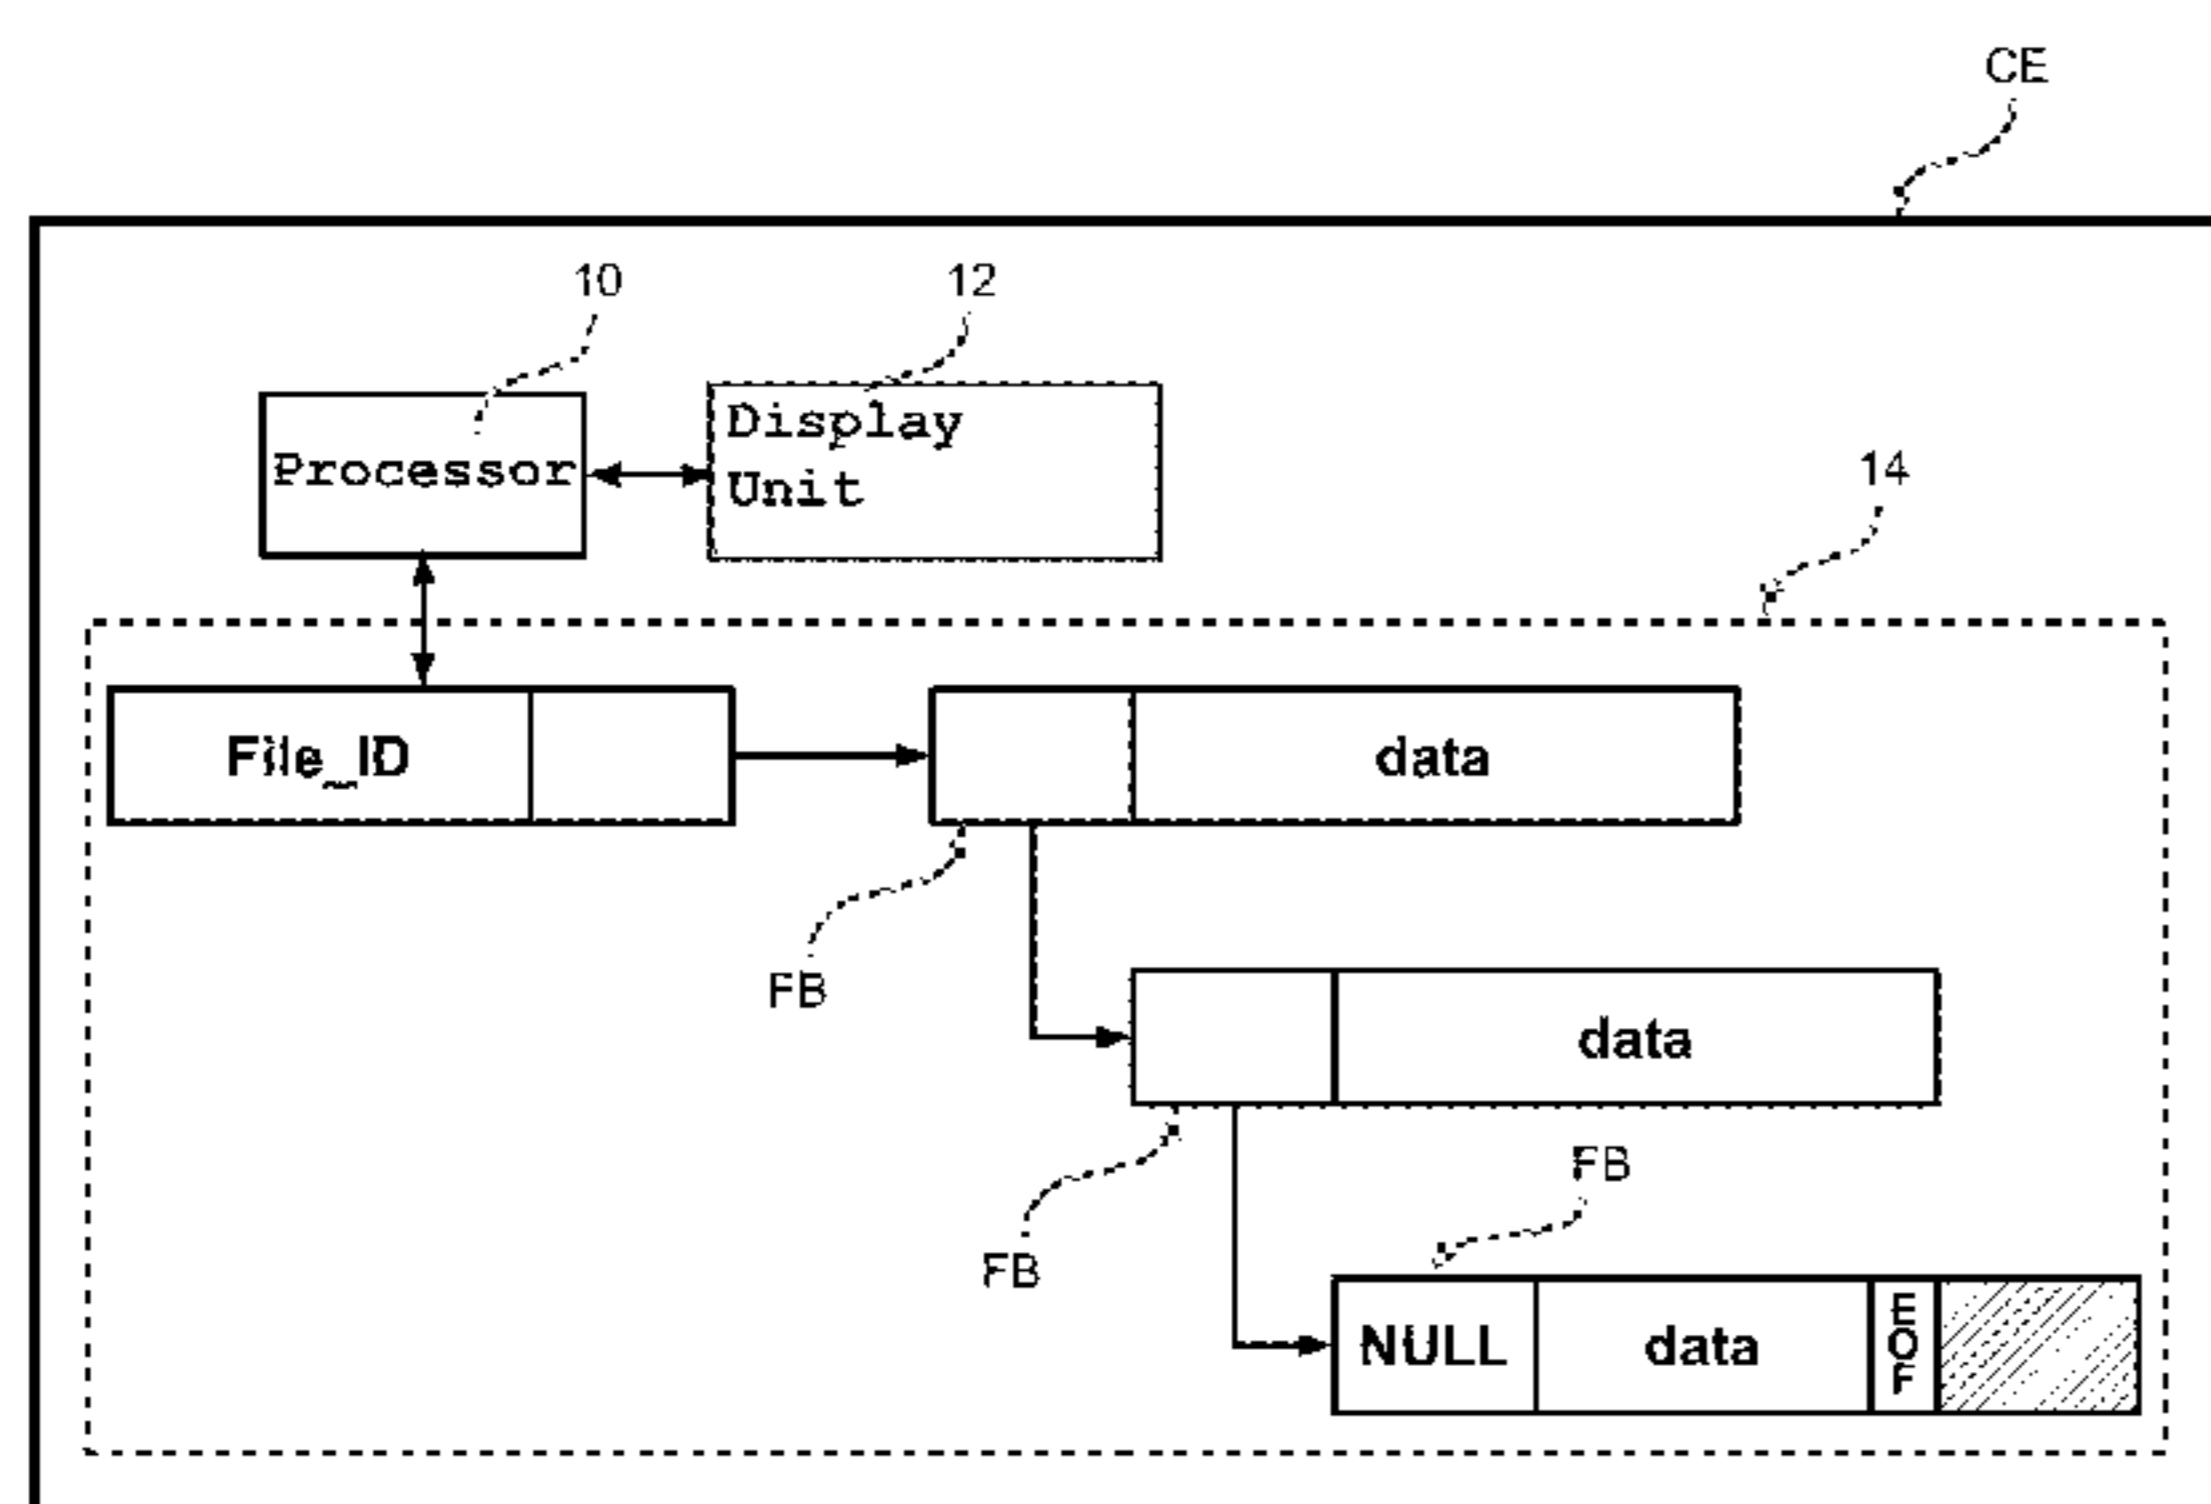 CE
10
12
Display
Processor
Unit
14
File_ID
data
FB
data
FB
FB
NULL
data
EOF